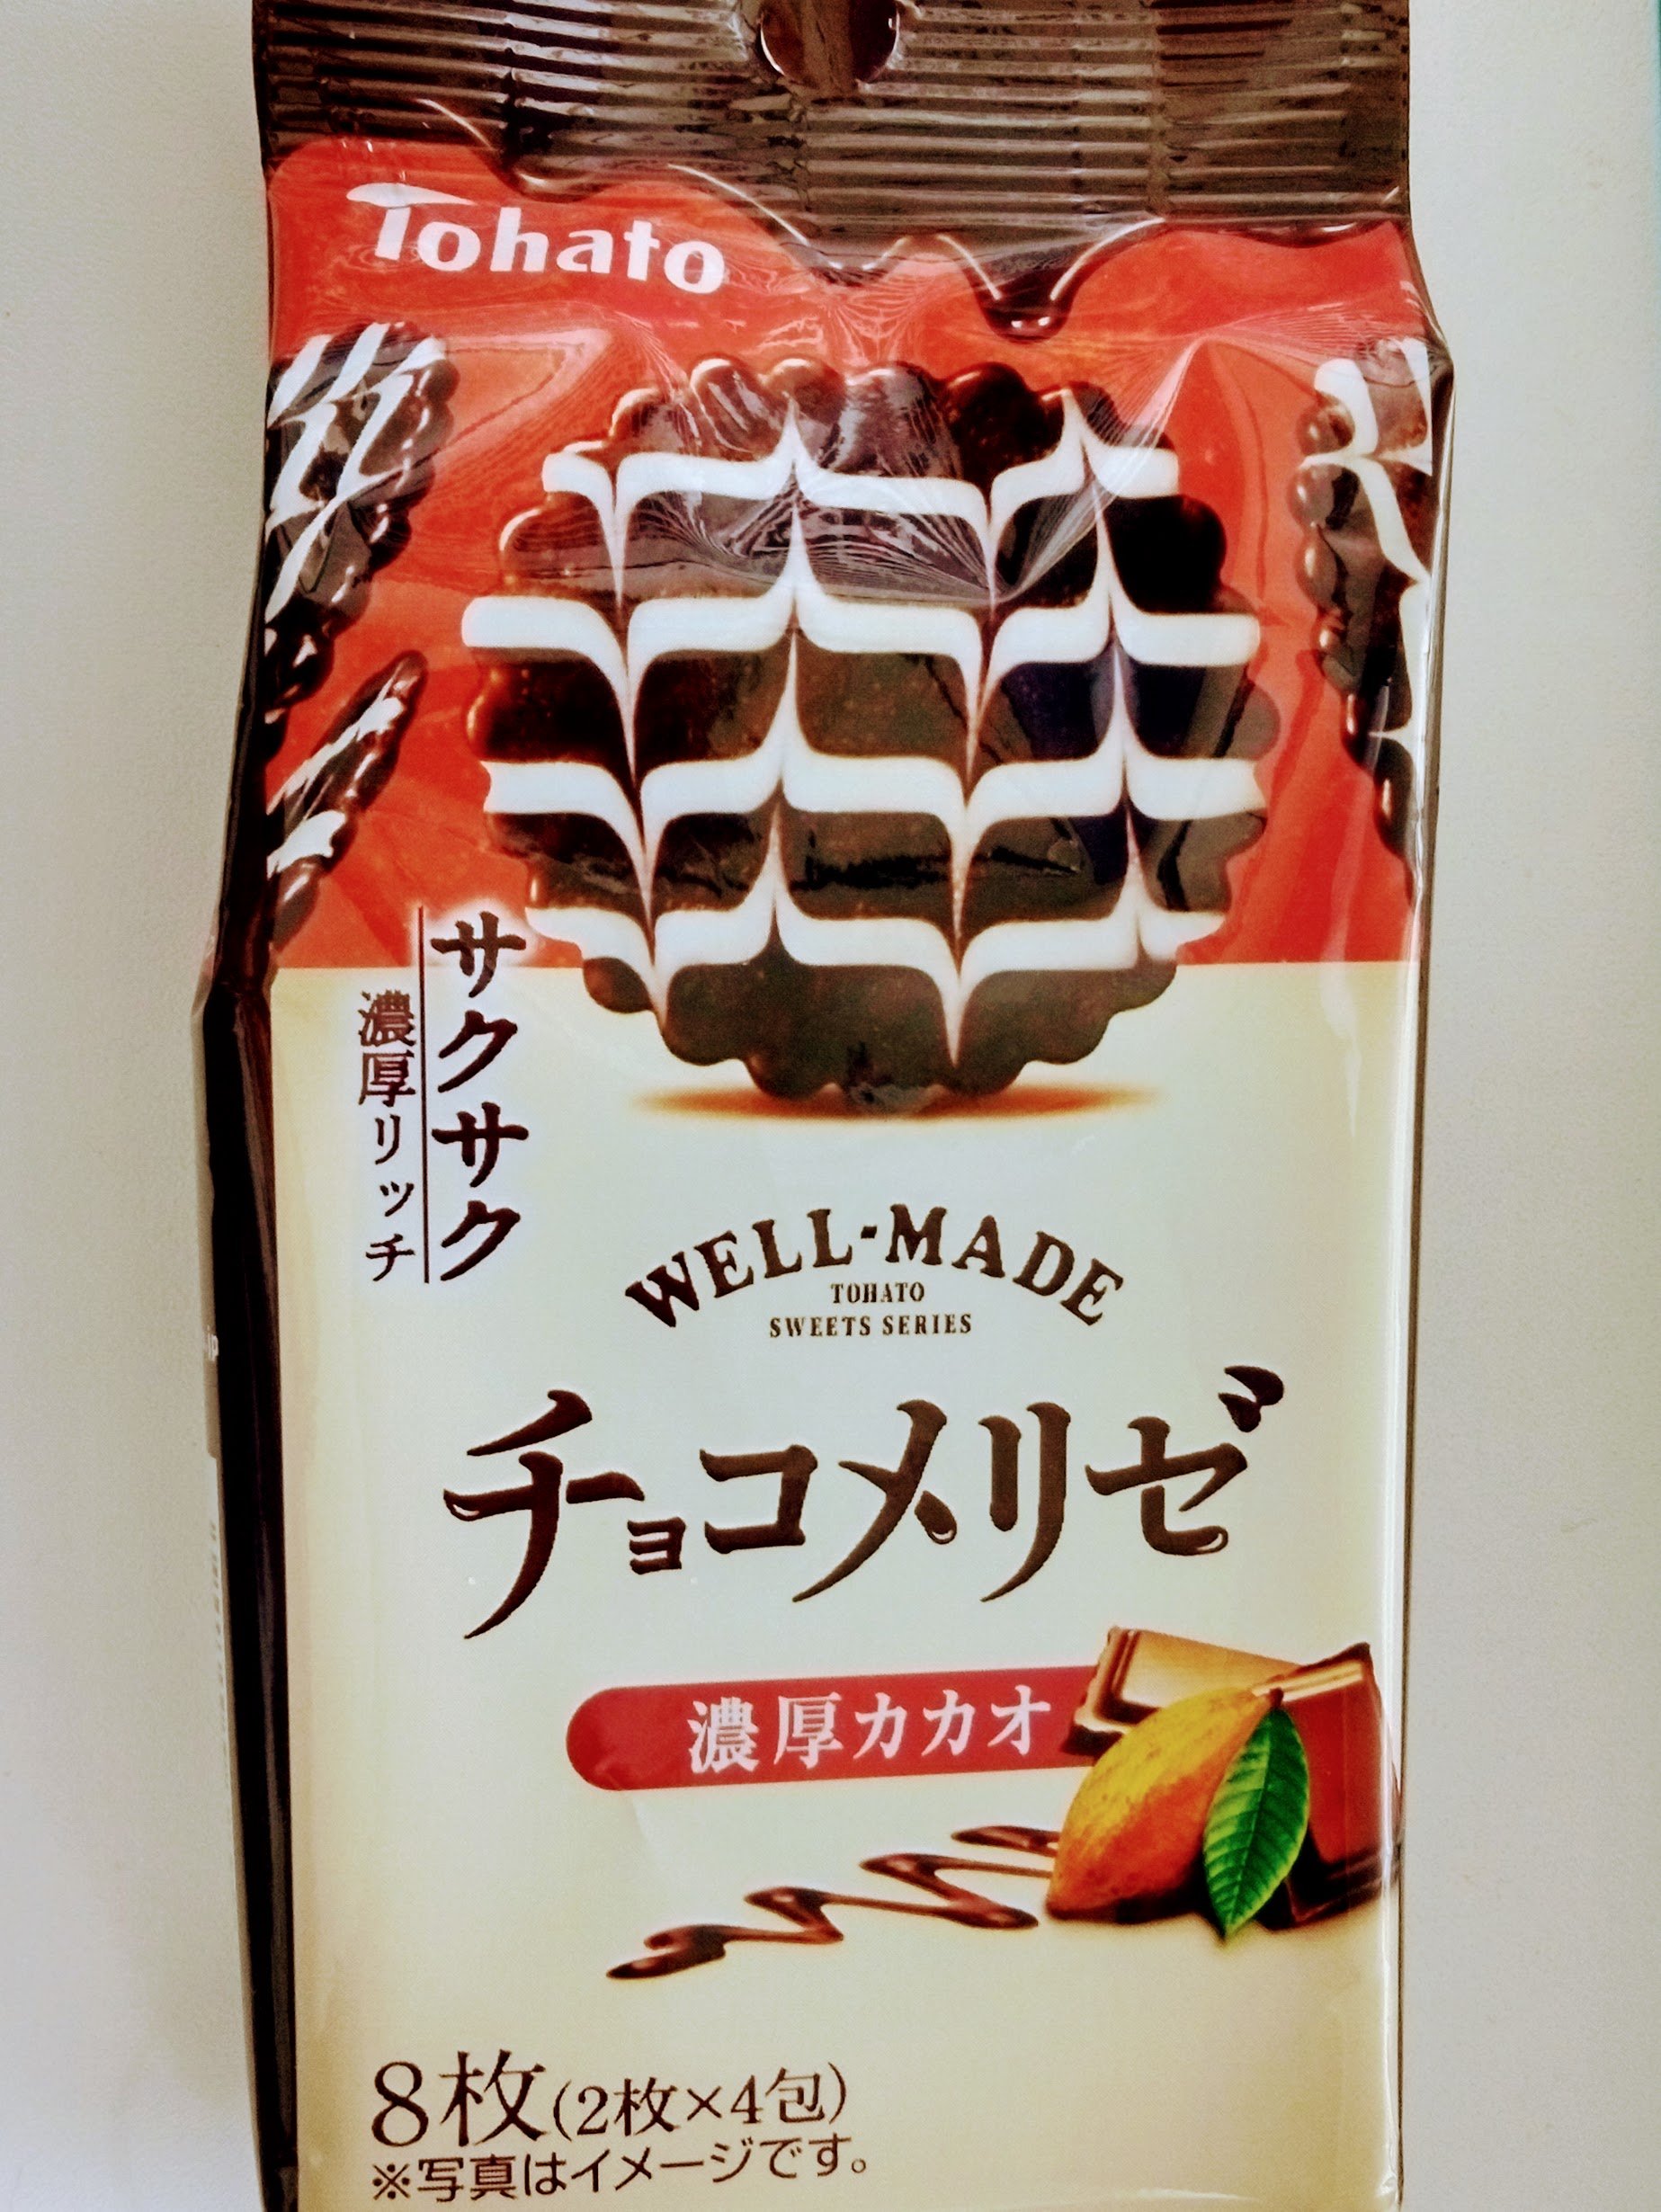 Tohato
サクサク
濃厚リッチ
WELL-MADE
TOHATO
SWEETS SERIES
チョコメリゼ
濃厚カカオ
8枚(2枚×4包)
※写真はイメージです。